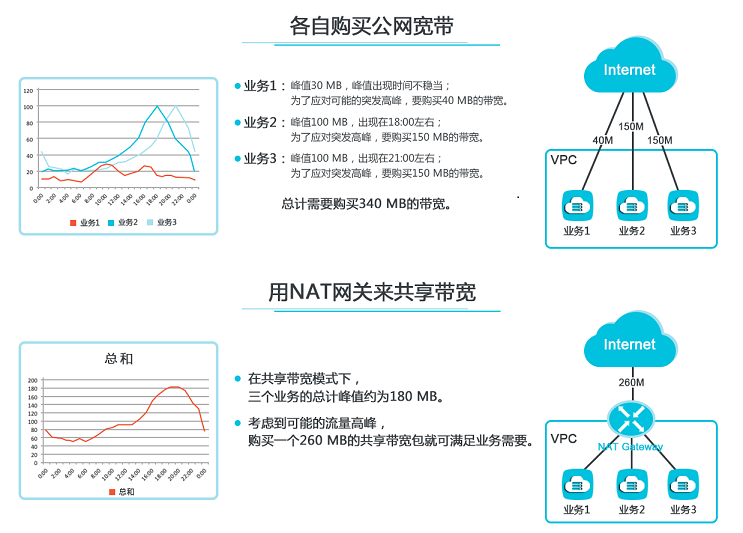 各自购买公网宽带
业务1：峰值30 MB，峰值出现时间不稳当；
为了应对可能的突发高峰，要购买40 MB的带宽。
业务2：峰值100 MB，出现在18:00左右；
为了应对突发高峰，要购买150 MB的带宽。
业务3：峰值100 MB，出现在21:00左右；
为了应对突发高峰，要购买150 MB的带宽。
总计需要购买340 MB的带宽。
120
100
80
60
40
20
0
0:00 2:00 4:00 6:00 8:00 10:00 12:00 14:00 16:00 18:00 20:00 22:00 0:00
业务1 业务2 业务3
Internet
40M 150M 150M
VPC
业务1 业务2 业务3
用NAT网关来共享带宽
总和
200
180
160
140
120
100
80
60
40
20
0
0:00 2:00 4:00 6:00 8:00 10:00 12:00 14:00 16:00 18:00 20:00 22:00 0:00
总和
在共享带宽模式下，
三个业务的总计峰值约为180 MB。
考虑到可能的流量高峰，
购买一个260 MB的共享带宽包就可满足业务需要。
Internet
260M
VPC
NAT Gateway
业务1 业务2 业务3